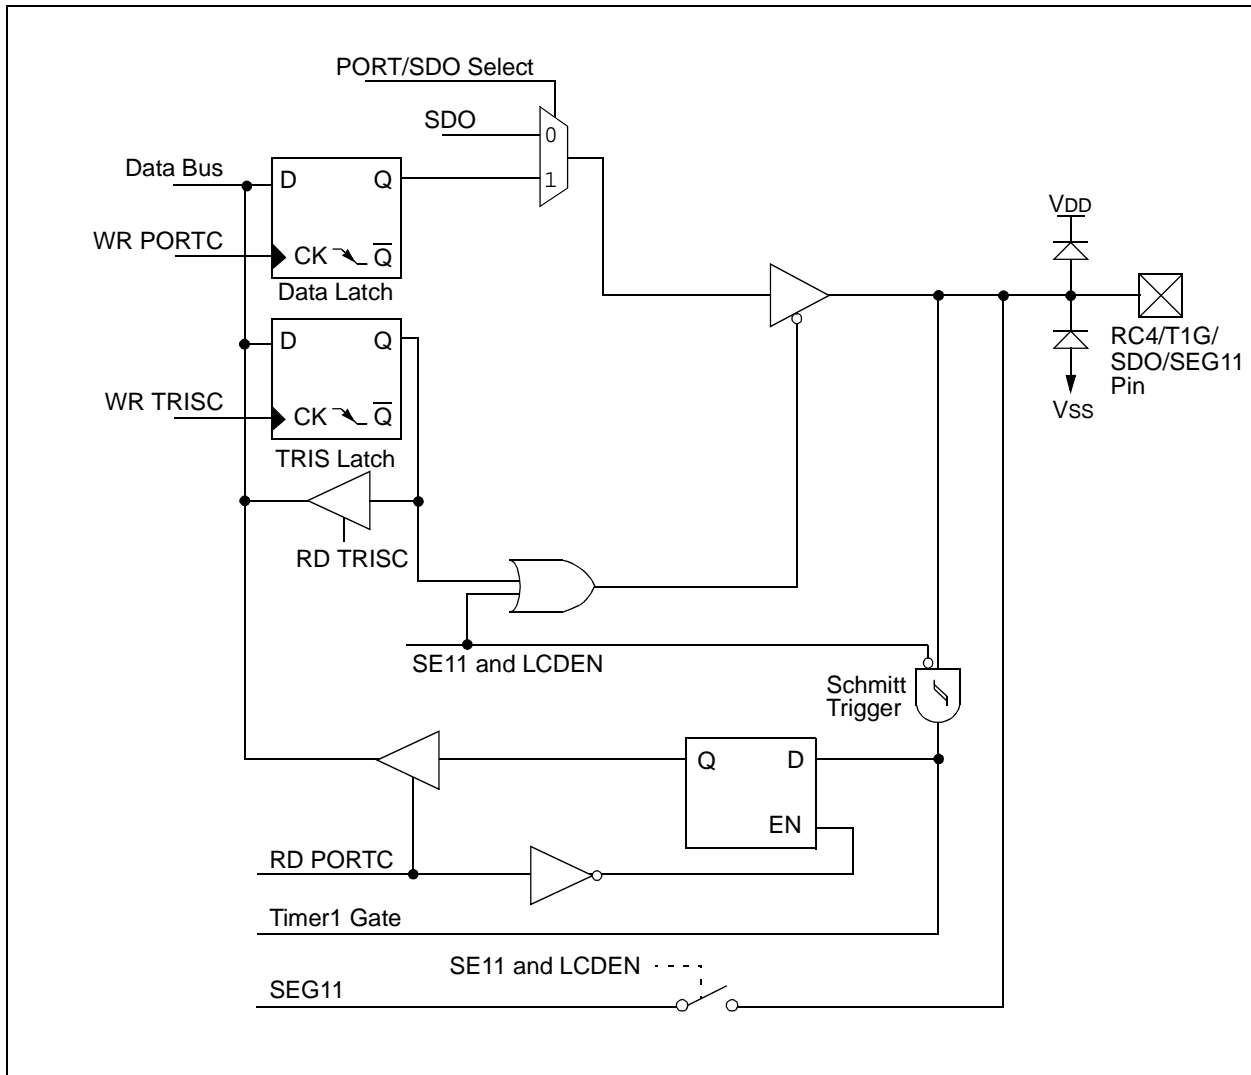 PORT/SDO Select
SDO
0
Data Bus
D
Q
1
WR PORTC
CK
Q̅
Data Latch
VDD
D
Q
RC4/T1G/
SDO/SEG11
Pin
WR TRISC
CK
Q̅
VSS
TRIS Latch
RD TRISC
SE11 and LCDEN
Schmitt
Trigger
Q
D
EN
RD PORTC
Timer1 Gate
SE11 and LCDEN
SEG11